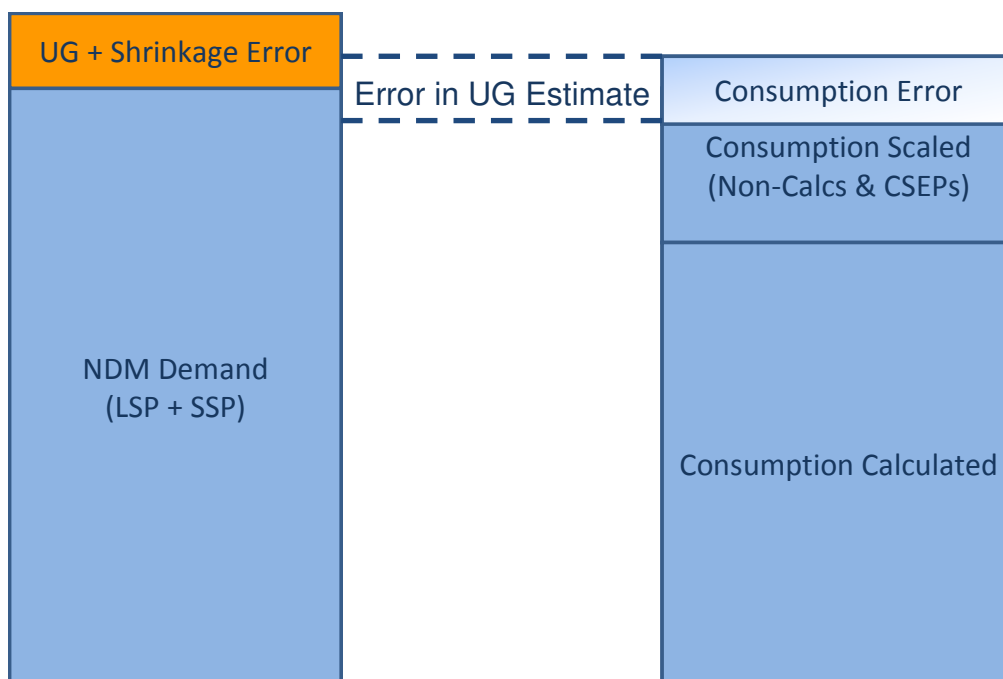 UG + Shrinkage Error
Error in UG Estimate
Consumption Error
Consumption Scaled
(Non-Calcs & CSEPs)
NDM Demand
(LSP + SSP)
Consumption Calculated